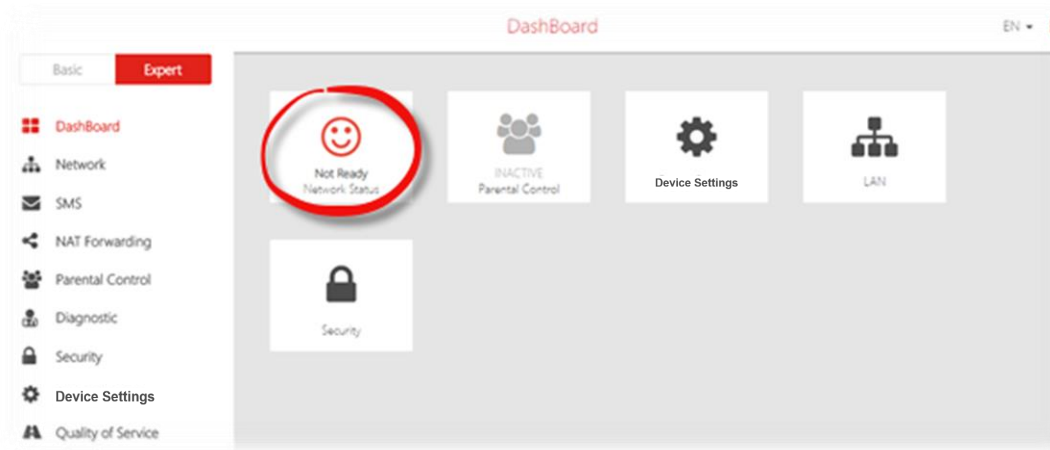 DashBoard
EN
Basic
Expert
DashBoard
Network
SMS
NAT Forwarding
Parental Control
Diagnostic
Security
Device Settings
Quality of Service
Not Ready
Network Status
INACTIVE
Parental Control
Device Settings
LAN
Security